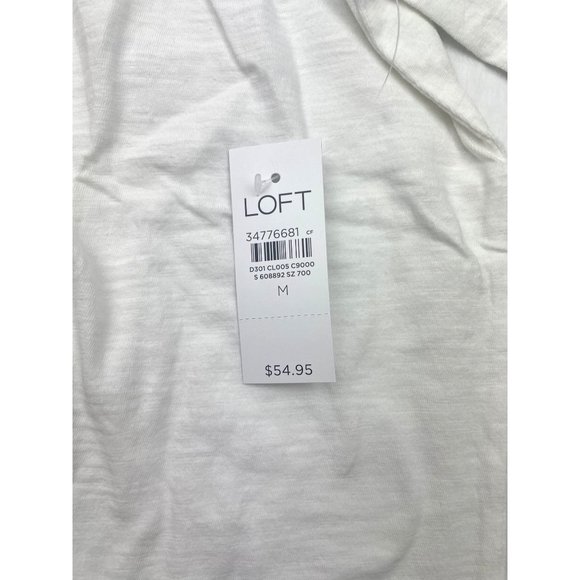 LOFT
34776681 CF
D301 CL005 C9000
S 608892 SZ 700
M
$54.95